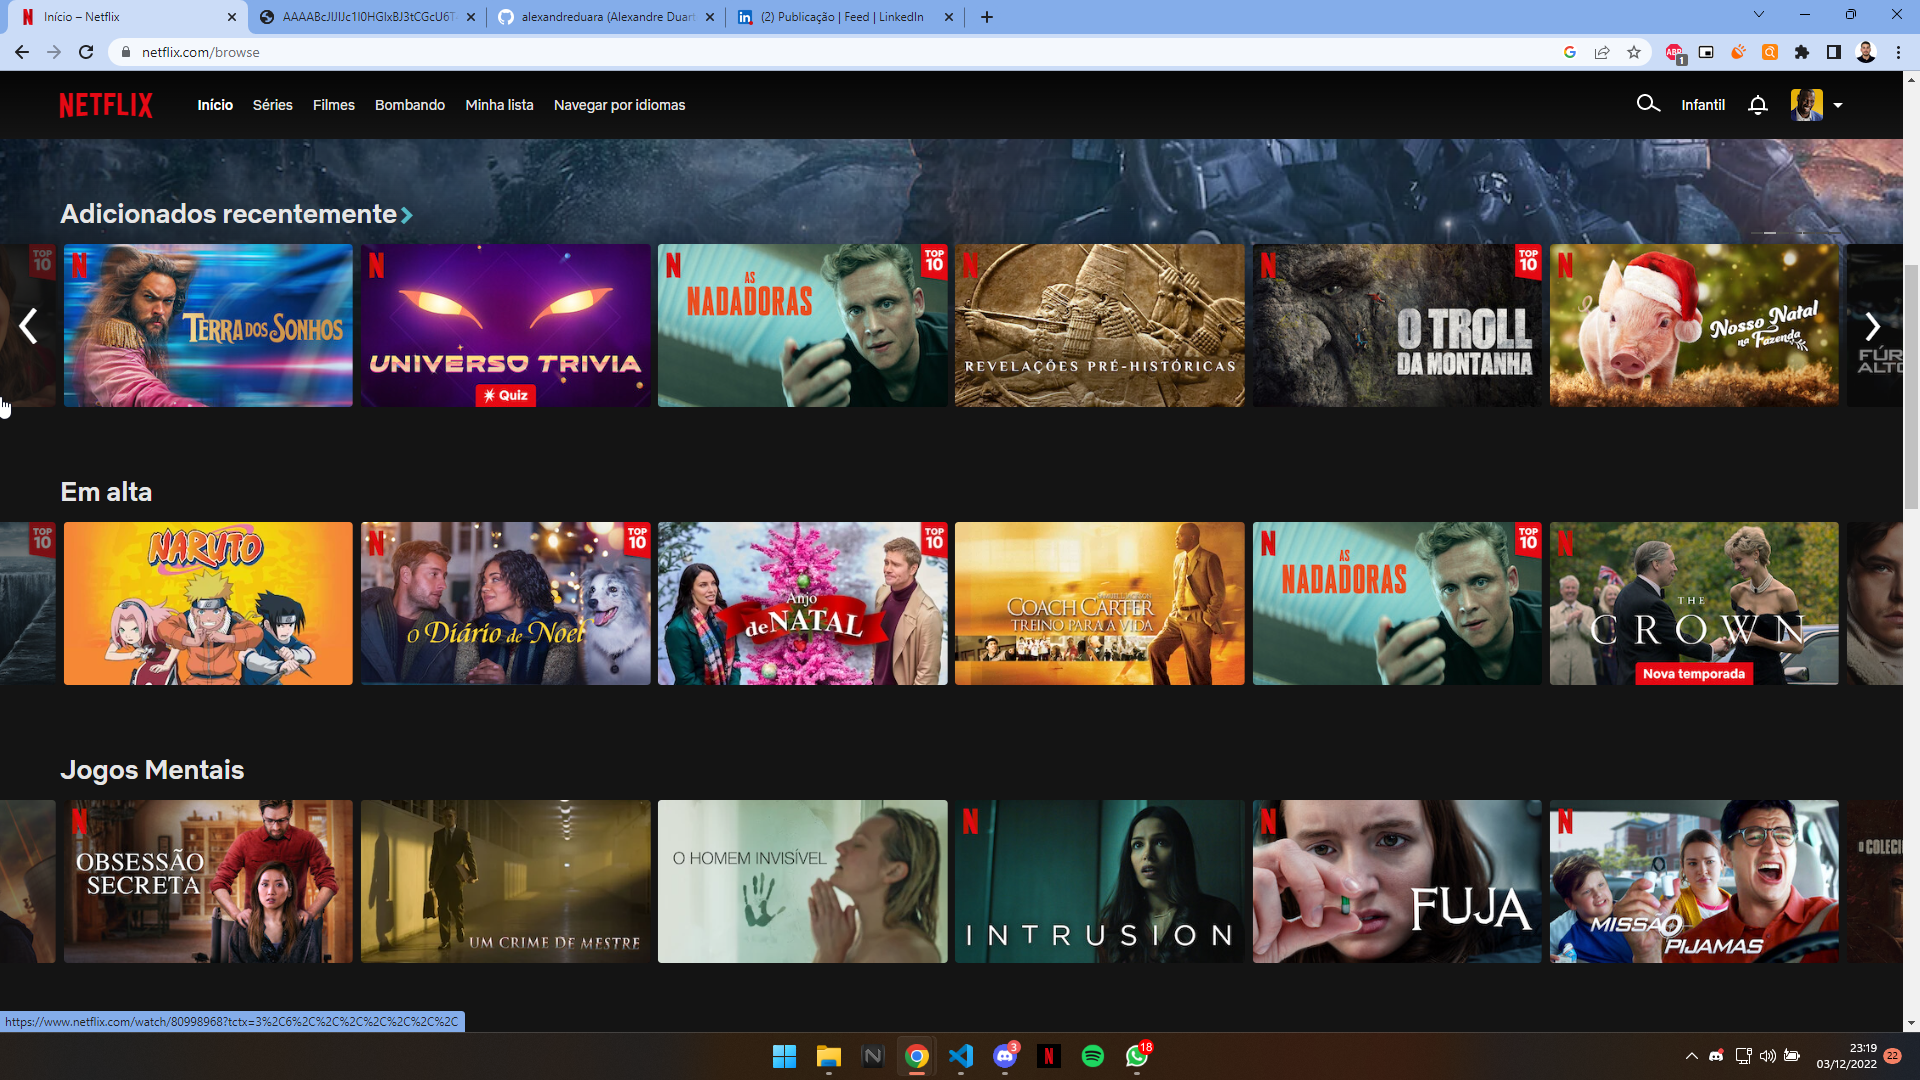 Início – Netflix
alexandreduara (Alexandre Duart
(2) Publicação | Feed | LinkedIn
netflix.com/browse
ABP
1
NETFLIX
Início
Séries
Filmes
Bombando
Minha lista
Navegar por idiomas
Infantil
Adicionados recentemente
TOP
10
N
TERRA DOS SONHOS
N
UNIVERSO TRIVIA
Quiz
N
AS
NADADORAS
TOP
10
N
REVELAÇÕES PRÉ-HISTÓRICAS
N
O TROLL
DA MONTANHA
TOP
10
N
Nosso Natal
na Fazenda
FÚR
ALTO
Em alta
TOP
10
NARUTO
N
O Diário de Noel
TOP
10
Anjo
de NATAL
TOP
10
COACH CARTER
TREINO PARA A VIDA
N
AS
NADADORAS
TOP
10
N
THE
CROWN
Nova temporada
Jogos Mentais
N
OBSESSÃO
SECRETA
UM CRIME DE MESTRE
O HOMEM INVISÍVEL
N
INTRUSION
N
FUJA
N
MISSÃO
PIJAMAS
O COLECI
https://www.netflix.com/watch/80998968?tctx=3%2C6%2C%2C%2C%2C%2C%2C%2C
3
N
18
23:19
03/12/2022
22